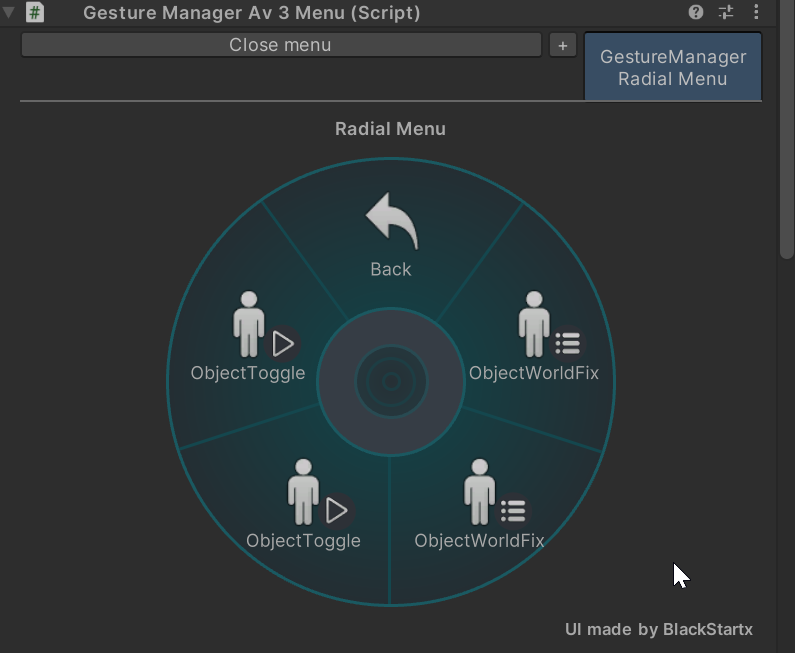 Gesture Manager Av 3 Menu (Script)
Close menu
+
GestureManager
Radial Menu
Radial Menu
Back
ObjectToggle
ObjectWorldFix
ObjectToggle
ObjectWorldFix
UI made by BlackStartx